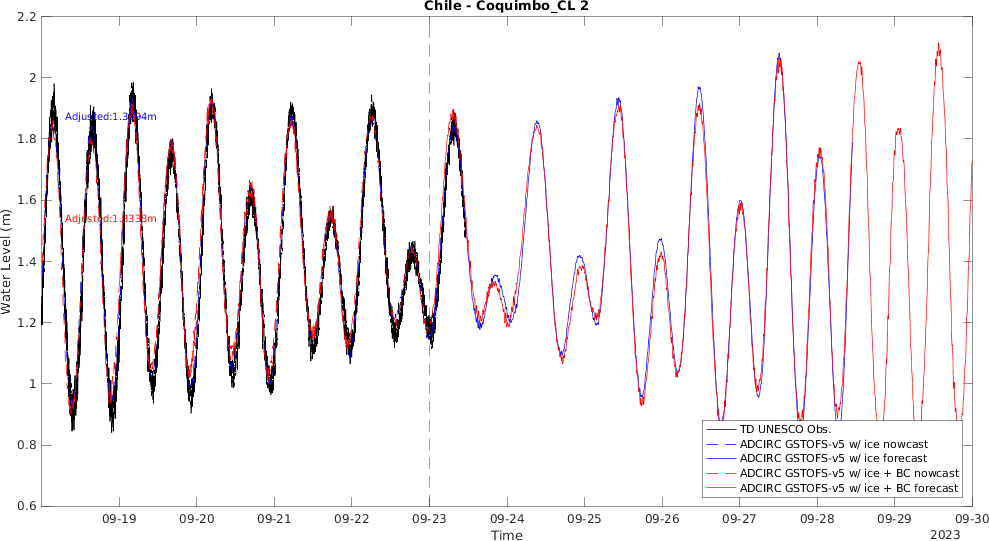 Chile - Coquimbo_CL 2
Water Level (m)
2.2
2
1.8
1.6
1.4
1.2
1
0.8
0.6
09-19
09-20
09-21
09-22
09-23
09-24
09-25
09-26
09-27
09-28
09-29
09-30
Time
2023
TD UNESCO Obs.
ADCIRC GSTOFS-v5 w/ ice nowcast
ADCIRC GSTOFS-v5 w/ ice forecast
ADCIRC GSTOFS-v5 w/ ice + BC nowcast
ADCIRC GSTOFS-v5 w/ ice + BC forecast